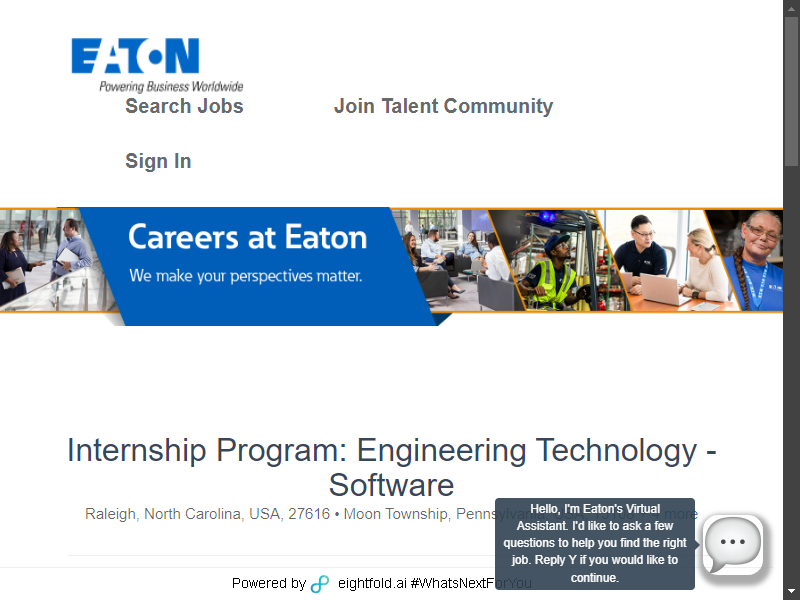 EATON
Powering Business Worldwide
Search Jobs
Join Talent Community
Sign In
Careers at Eaton
We make your perspectives matter.
Internship Program: Engineering Technology -
Software
Raleigh, North Carolina, USA, 27616 • Moon Township, Pennsylvania, more
Hello, I'm Eaton's Virtual
Assistant. I'd like to ask a few
questions to help you find the right
job. Reply Y if you would like to
continue.
Powered by eightfold.ai #WhatsNextForYou